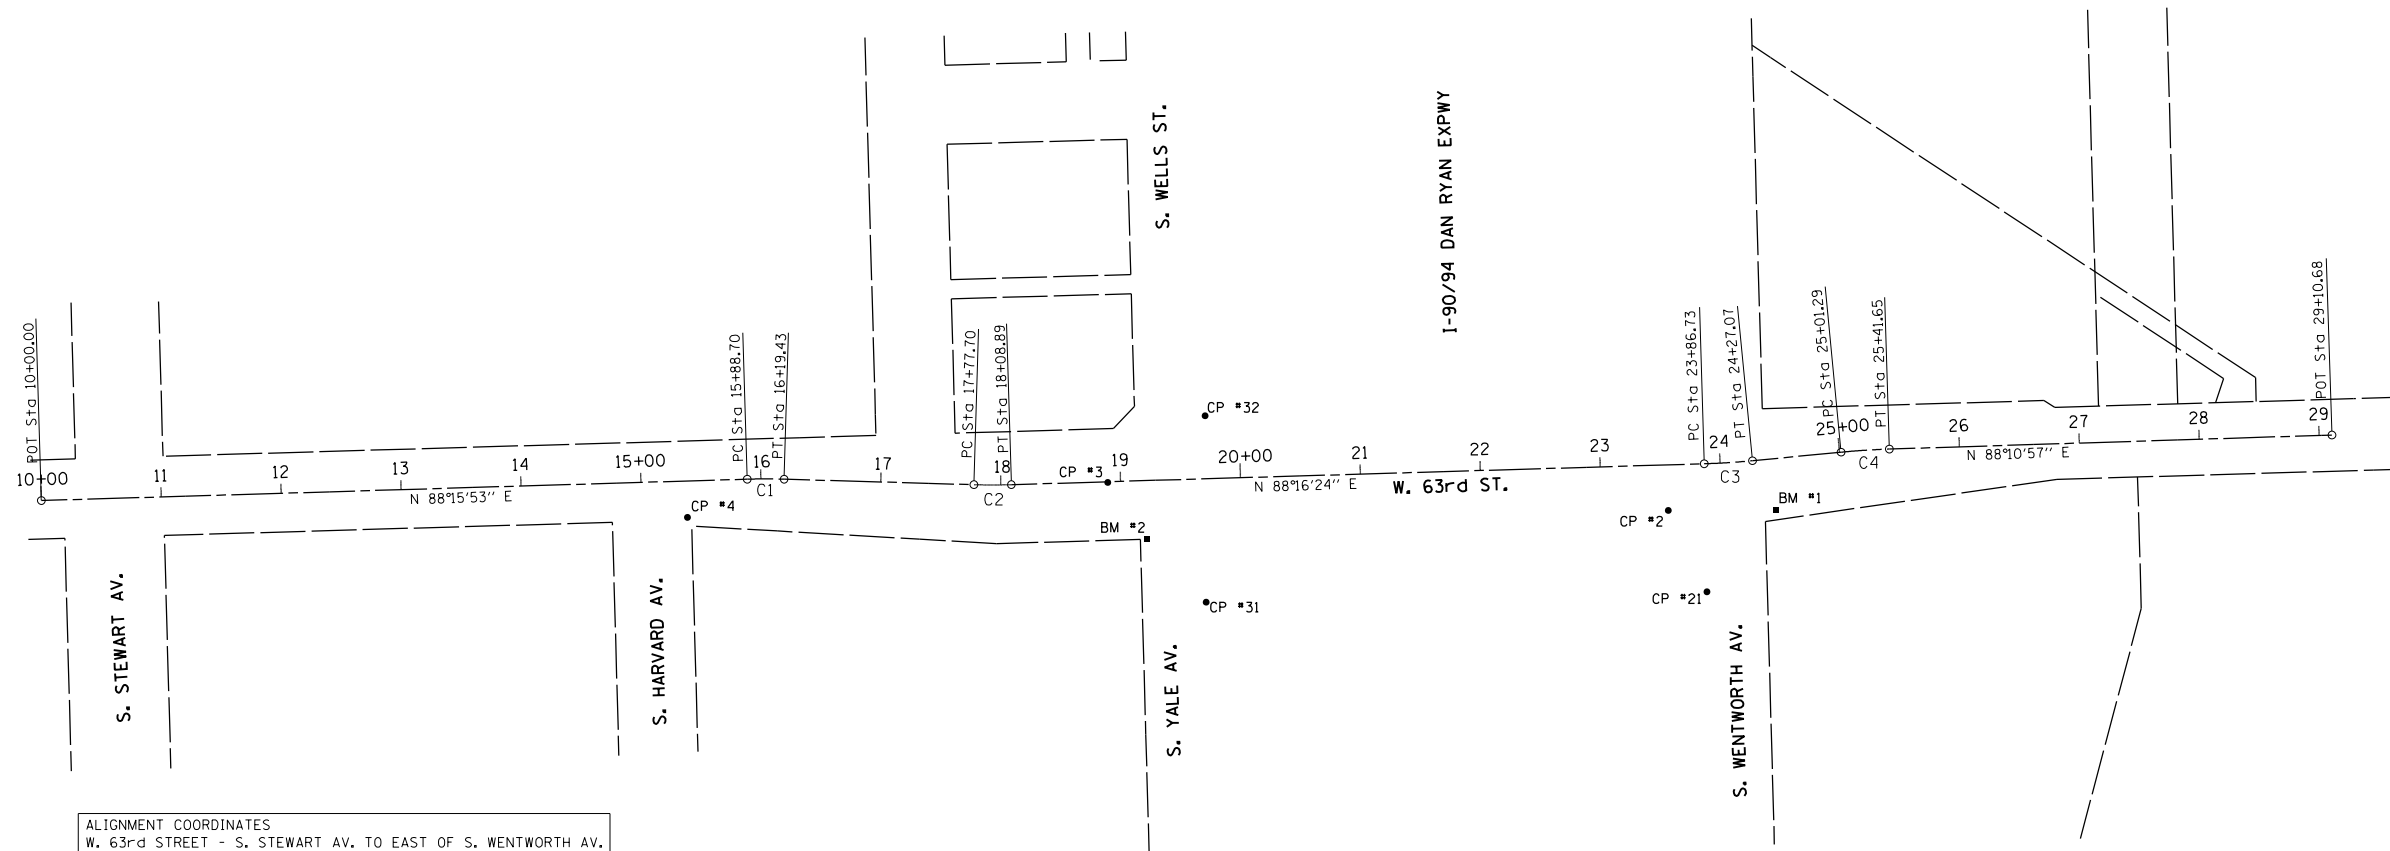 S. WELLS ST.
I-90/94 DAN RYAN EXPWY
POT Sta 10+00.00
PC Sta 15+88.70
PT Sta 16+19.43
PC Sta 17+77.70
PT Sta 18+08.89
PC Sta 23+86.73
PT Sta 24+27.07
PC Sta 25+01.29
PT Sta 25+41.65
POT Sta 29+10.68
CP #32
10+00 11 12 13 14 15+00 16 17 18 19 20+00 21 22 23 24 25+00 26 27 28 29
CP #3
N 88°15'53'' E
C1
C2
N 88°16'24'' E
W. 63rd ST.
C3
C4
N 88°10'57'' E
CP #4
BM #2
CP #2
BM #1
CP #31
CP #21
S. STEWART AV.
S. HARVARD AV.
S. YALE AV.
S. WENTWORTH AV.
ALIGNMENT COORDINATES
W. 63rd STREET - S. STEWART AV. TO EAST OF S. WENTWORTH AV.